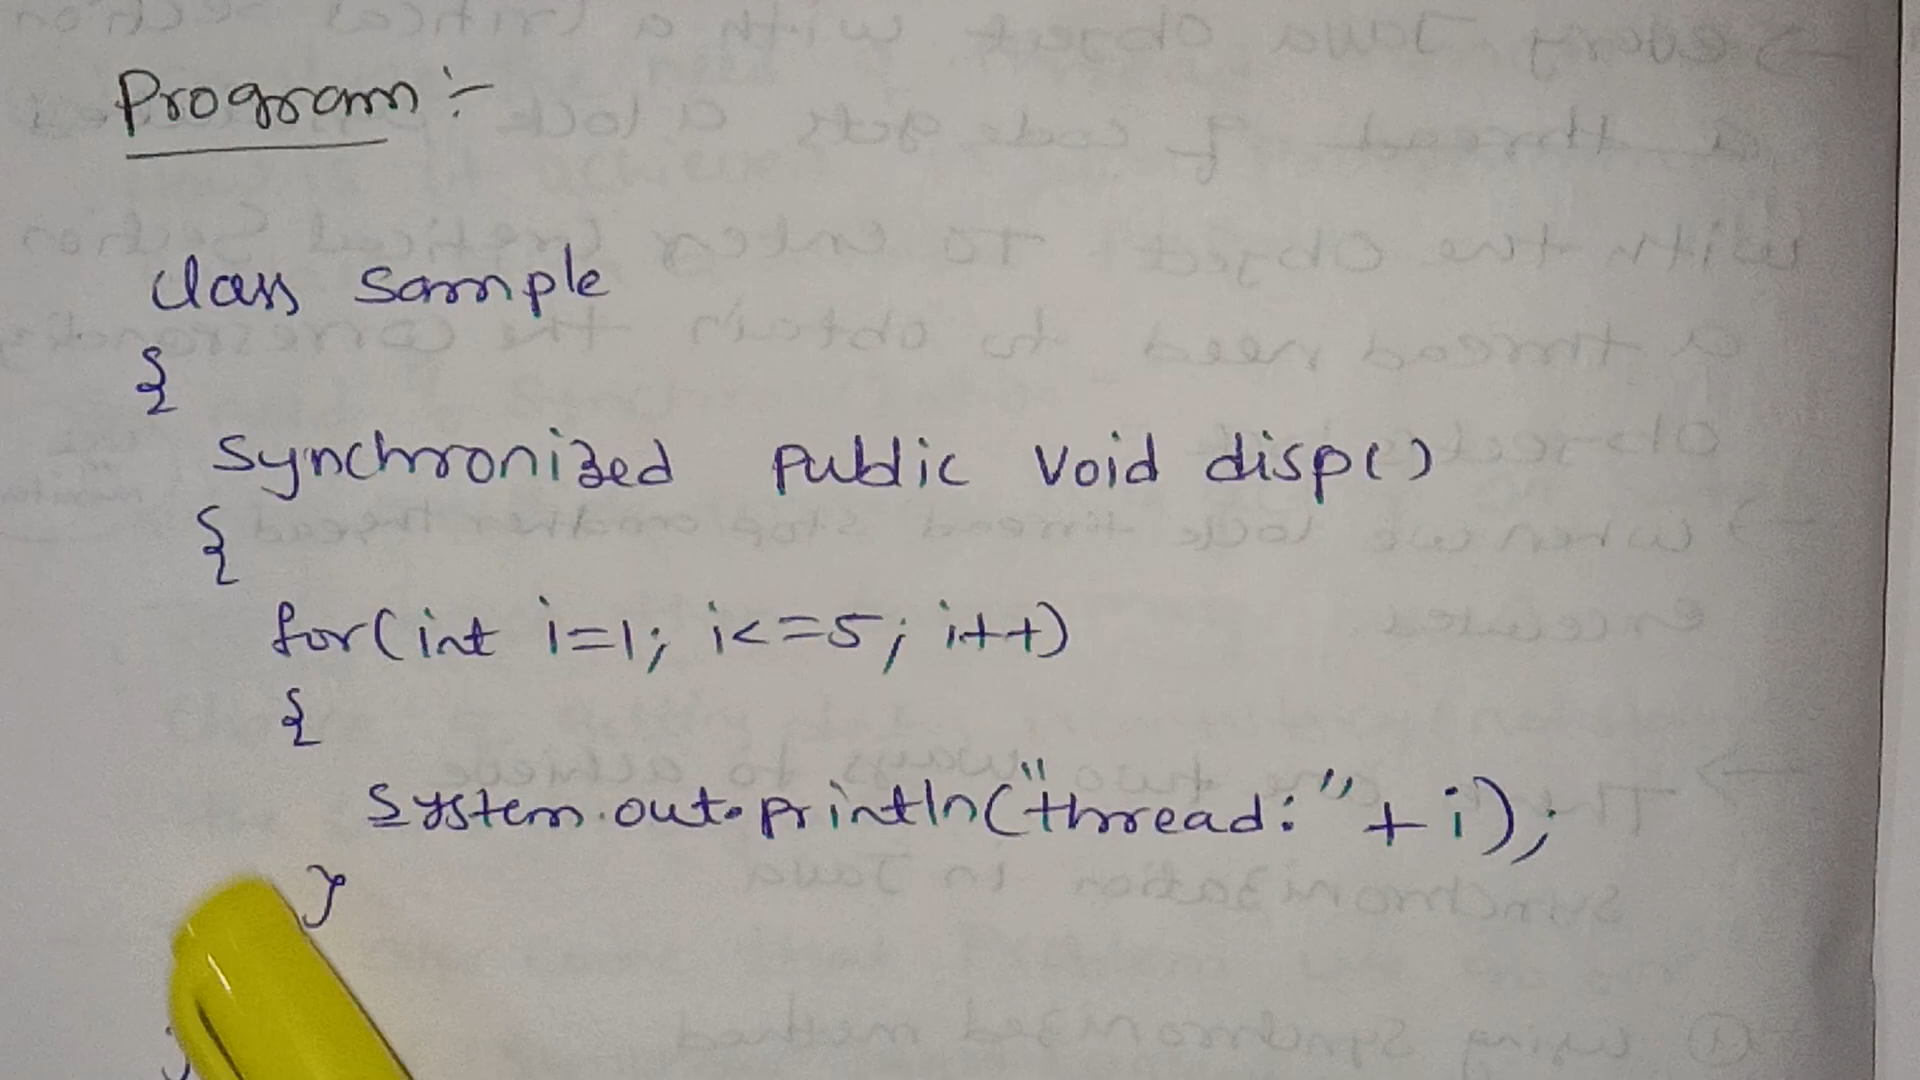 Program :-
class sample
{
synchronized public void disp()
{
for(int i=1; i<=5; i++)
{
System.out.println("thread:"+i);
}